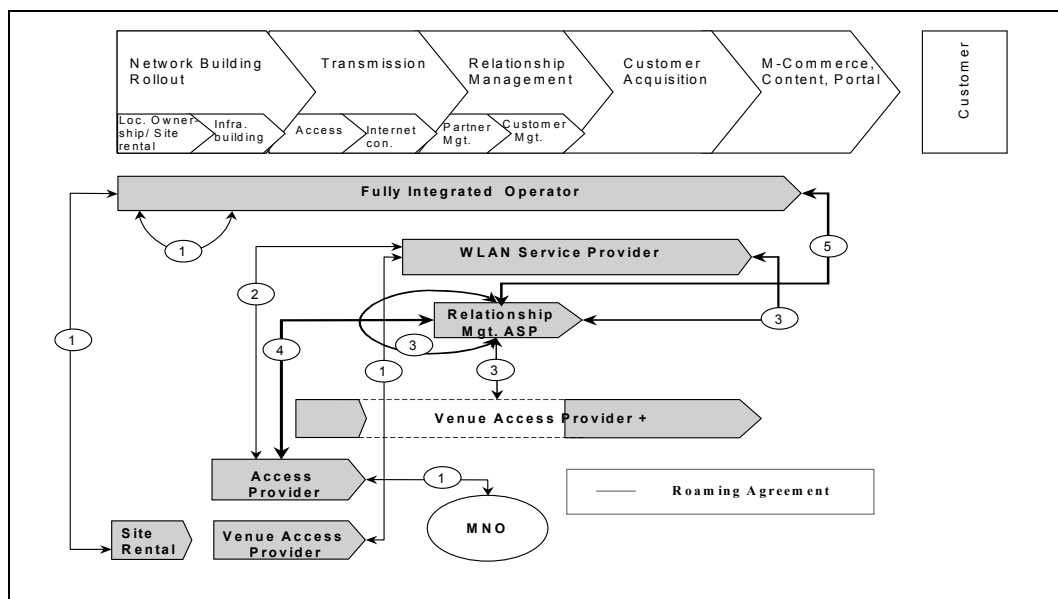 Network Building
Rollout
Transmission
Relationship
Management
Customer
Acquisition
M-Commerce,
Content, Portal
Customer
Loc. Owner-
ship/ Site
rental
Infra.
building
Access
Internet
con.
Partner
Mgt.
Customer
Mgt.
Fully Integrated Operator
1
5
WLAN Service Provider
2
Relationship
Mgt. ASP
3
3
4
1
1
3
Venue Access Provider +
Access
Provider
1
Roaming Agreement
MNO
Site
Rental
Venue Access
Provider